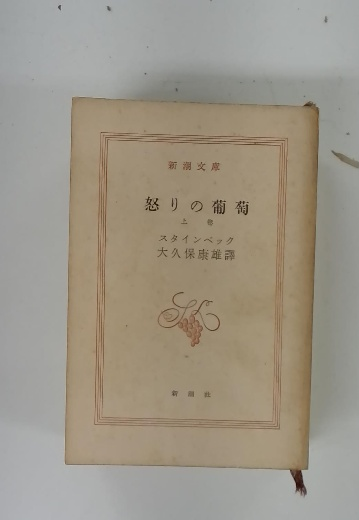 新潮文庫
怒りの葡萄
上巻
スタインベック
大久保康雄譯
新潮社